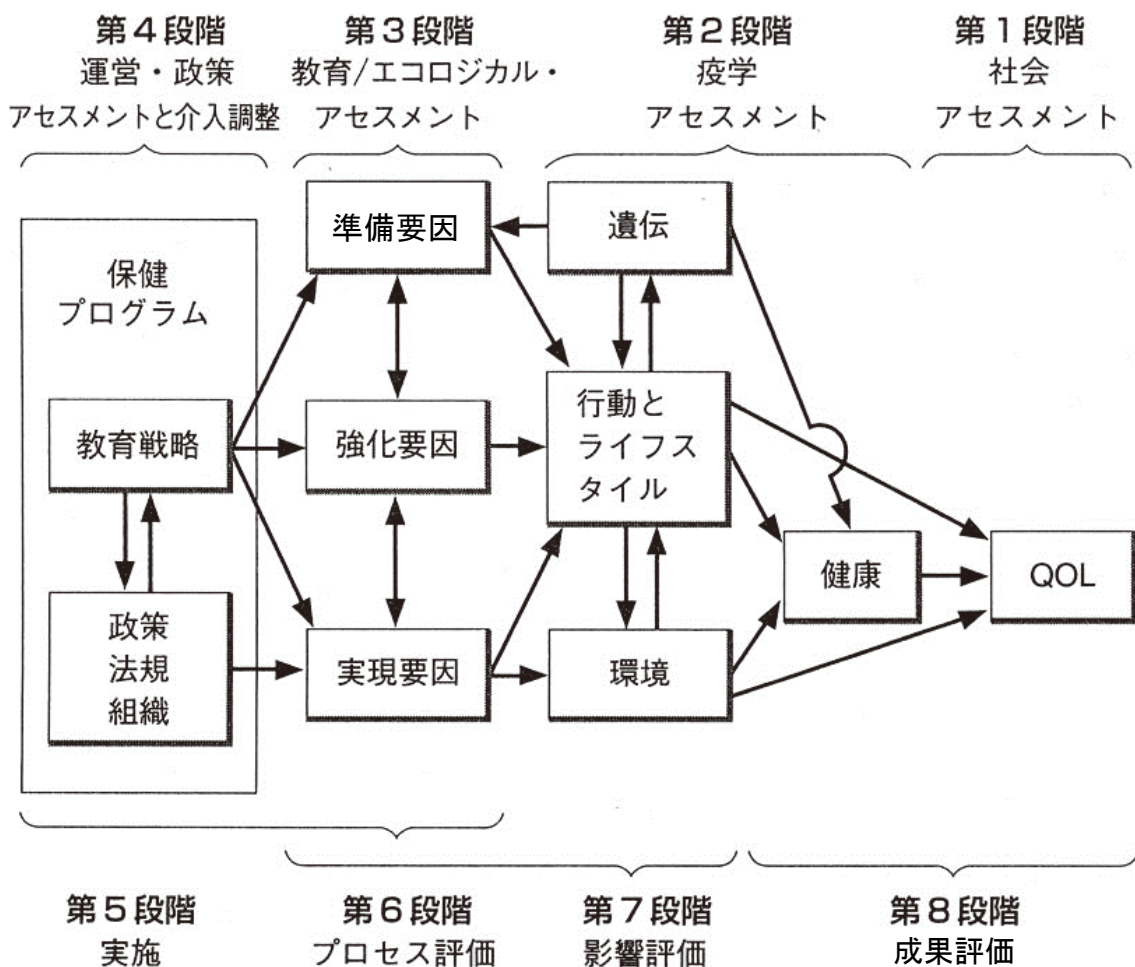 第4段階
運営・政策
アセスメントと介入調整
第3段階
教育/エコロジカル・
アセスメント
第2段階
疫学
アセスメント
第1段階
社会
アセスメント
保健
プログラム
教育戦略
政策
法規
組織
準備要因
強化要因
実現要因
遺伝
行動と
ライフス
タイル
環境
健康
QOL
第5段階
実施
第6段階
プロセス評価
第7段階
影響評価
第8段階
成果評価